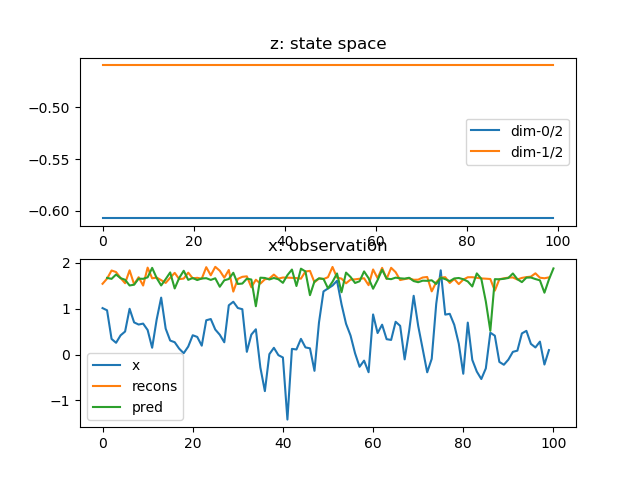 z: state space
−0.50
−0.55
−0.60
dim-0/2
dim-1/2
0 20 40 60 80 100
x: observation
2
1
0
−1
x
recons
pred
0 20 40 60 80 100